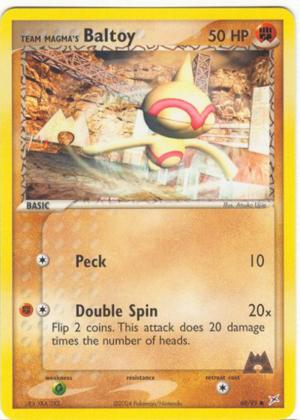 TEAM MAGMA'S Baltoy 50 HP
BASIC
Peck 10
Double Spin 20x
Flip 2 coins. This attack does 20 damage
times the number of heads.
weakness resistance retreat cost
©2004 Pokémon/Nintendo